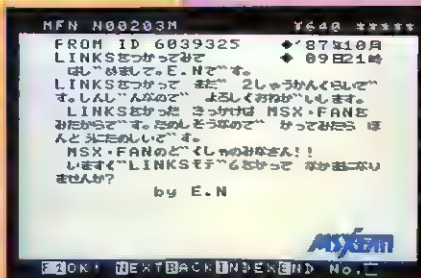 MFN N00203M ¥640 *****
FROM ID 6039325 ◆'87年10月
LINKSをつかってみて ◆ 09日21時
はじめまして。E.Nです。
LINKSをつかって まだ 2しゅうかんくらいで
す。しんじんなので よろしくおねがいします。
LINKSをかった きっかけは MSX・FANを
みたからです。たのしそうなので かってみたら ほ
んとうにたのしいです。
MSX・FANのどくしゃのみなさん!!
いますぐLINKSモデムをかって なかまになり
ませんか?
by E.N
MSX・FAN
F1OK! NEXT BACK INDEX END No.